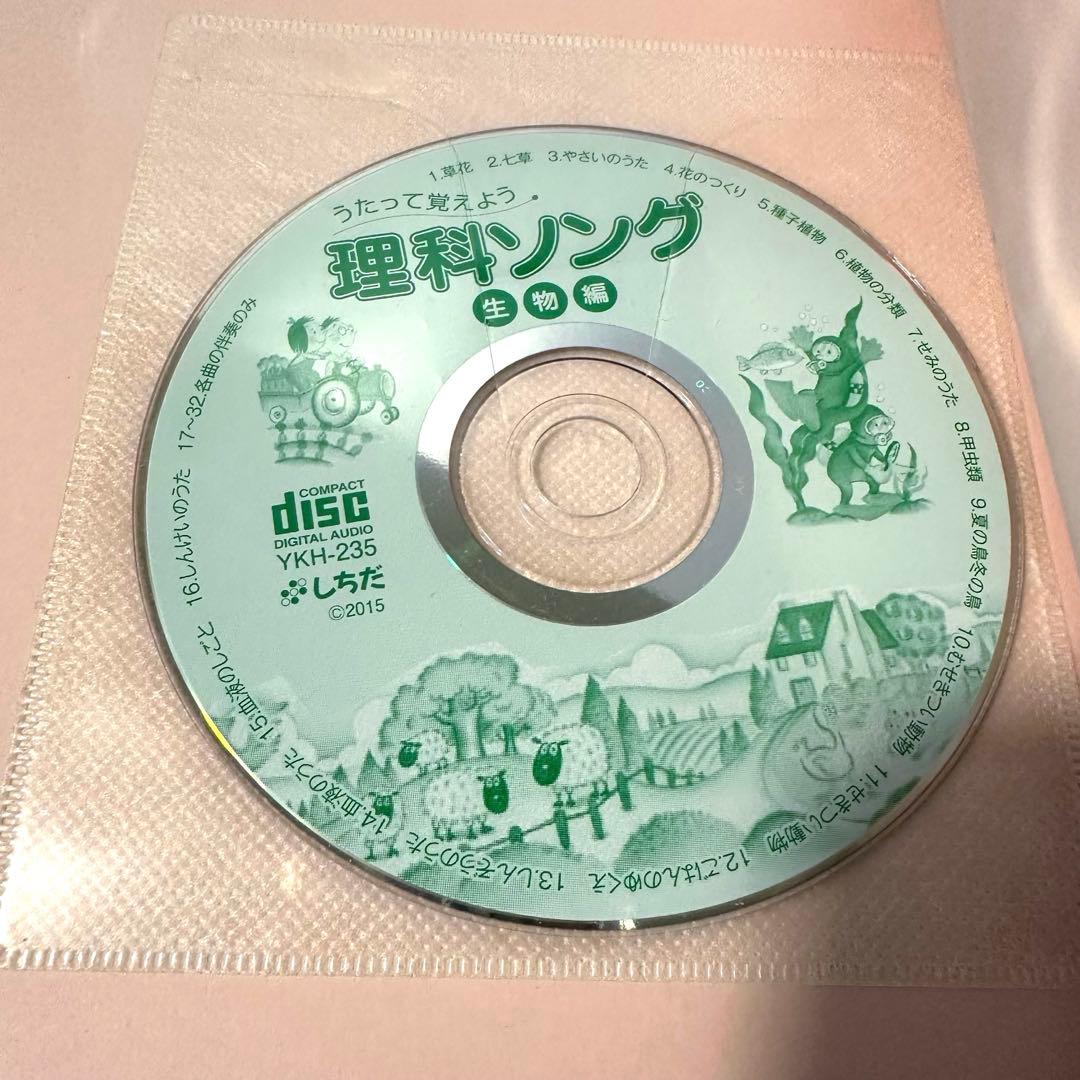 うたって覚えよう
理科ソング
生物編
1.草花 2.七草 3.やさいのうた 4.花のつくり 5.種子植物 6.植物の分類 7.せみのうた 8.甲虫類 9.夏の鳥冬の鳥 10.むせきつい動物 11.せきつい動物 12.ごはんのゆくえ 13.しんぞうのうた 14.血液のうた 15.血液のしごと 16.しんけいのうた 17〜32.各曲の伴奏のみ
COMPACT
disc
DIGITAL AUDIO
YKH-235
しちだ
©2015